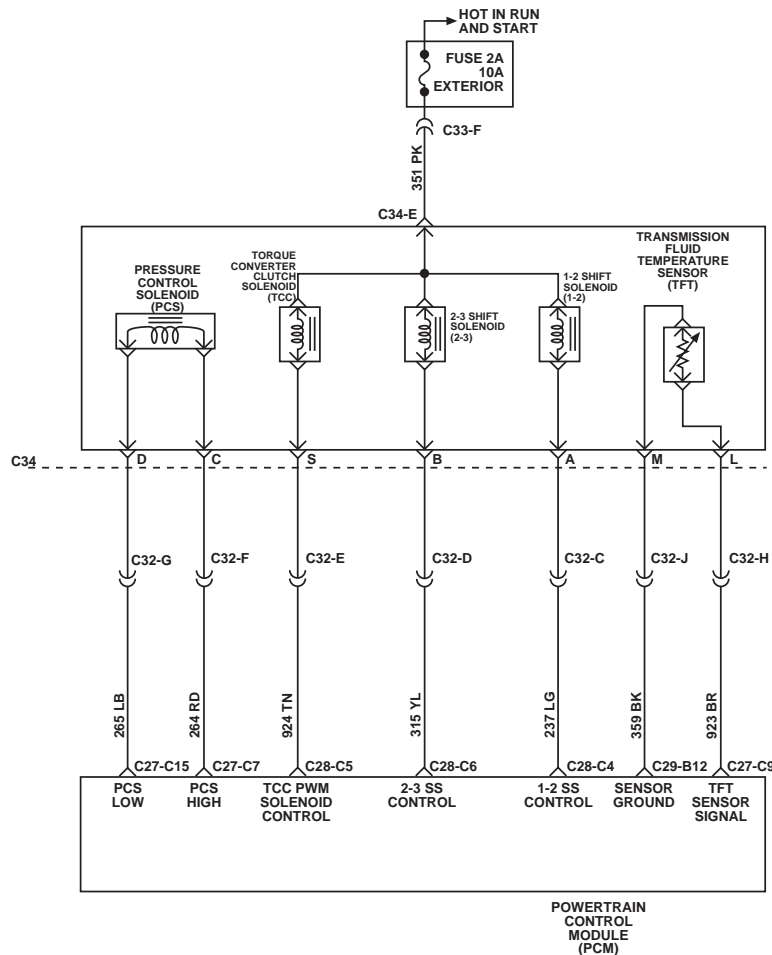 HOT IN RUN
AND START
FUSE 2A
10A
EXTERIOR
C33-F
351 PK
C34-E
PRESSURE
CONTROL
SOLENOID
(PCS)
TORQUE
CONVERTER
CLUTCH
SOLENOID
(TCC)
2-3 SHIFT
SOLENOID
(2-3)
1-2 SHIFT
SOLENOID
(1-2)
TRANSMISSION
FLUID
TEMPERATURE
SENSOR
(TFT)
C34
D
C
S
B
A
M
L
C32-G
C32-F
C32-E
C32-D
C32-C
C32-J
C32-H
265 LB
264 RD
924 TN
315 YL
237 LG
359 BK
923 BR
C27-C15
C27-C7
C28-C5
C28-C6
C28-C4
C29-B12
C27-C9
PCS
LOW
PCS
HIGH
TCC PWM
SOLENOID
CONTROL
2-3 SS
CONTROL
1-2 SS
CONTROL
SENSOR
GROUND
TFT
SENSOR
SIGNAL
POWERTRAIN
CONTROL
MODULE
(PCM)